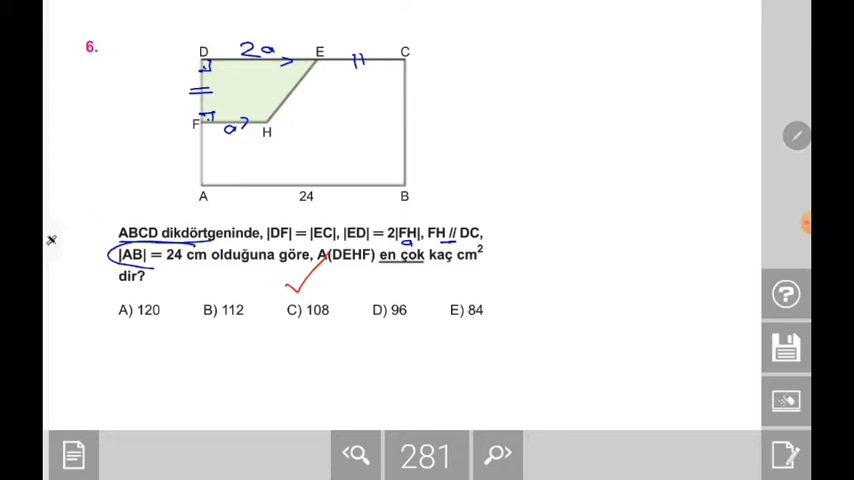 6.
D 2a E C
F a H
A 24 B
ABCD dikdörtgeninde, |DF| = |EC|, |ED| = 2|FH|, FH // DC,
a
|AB| = 24 cm olduğuna göre, A(DEHF) en çok kaç cm²
dir?
A) 120 B) 112 C) 108 D) 96 E) 84
281